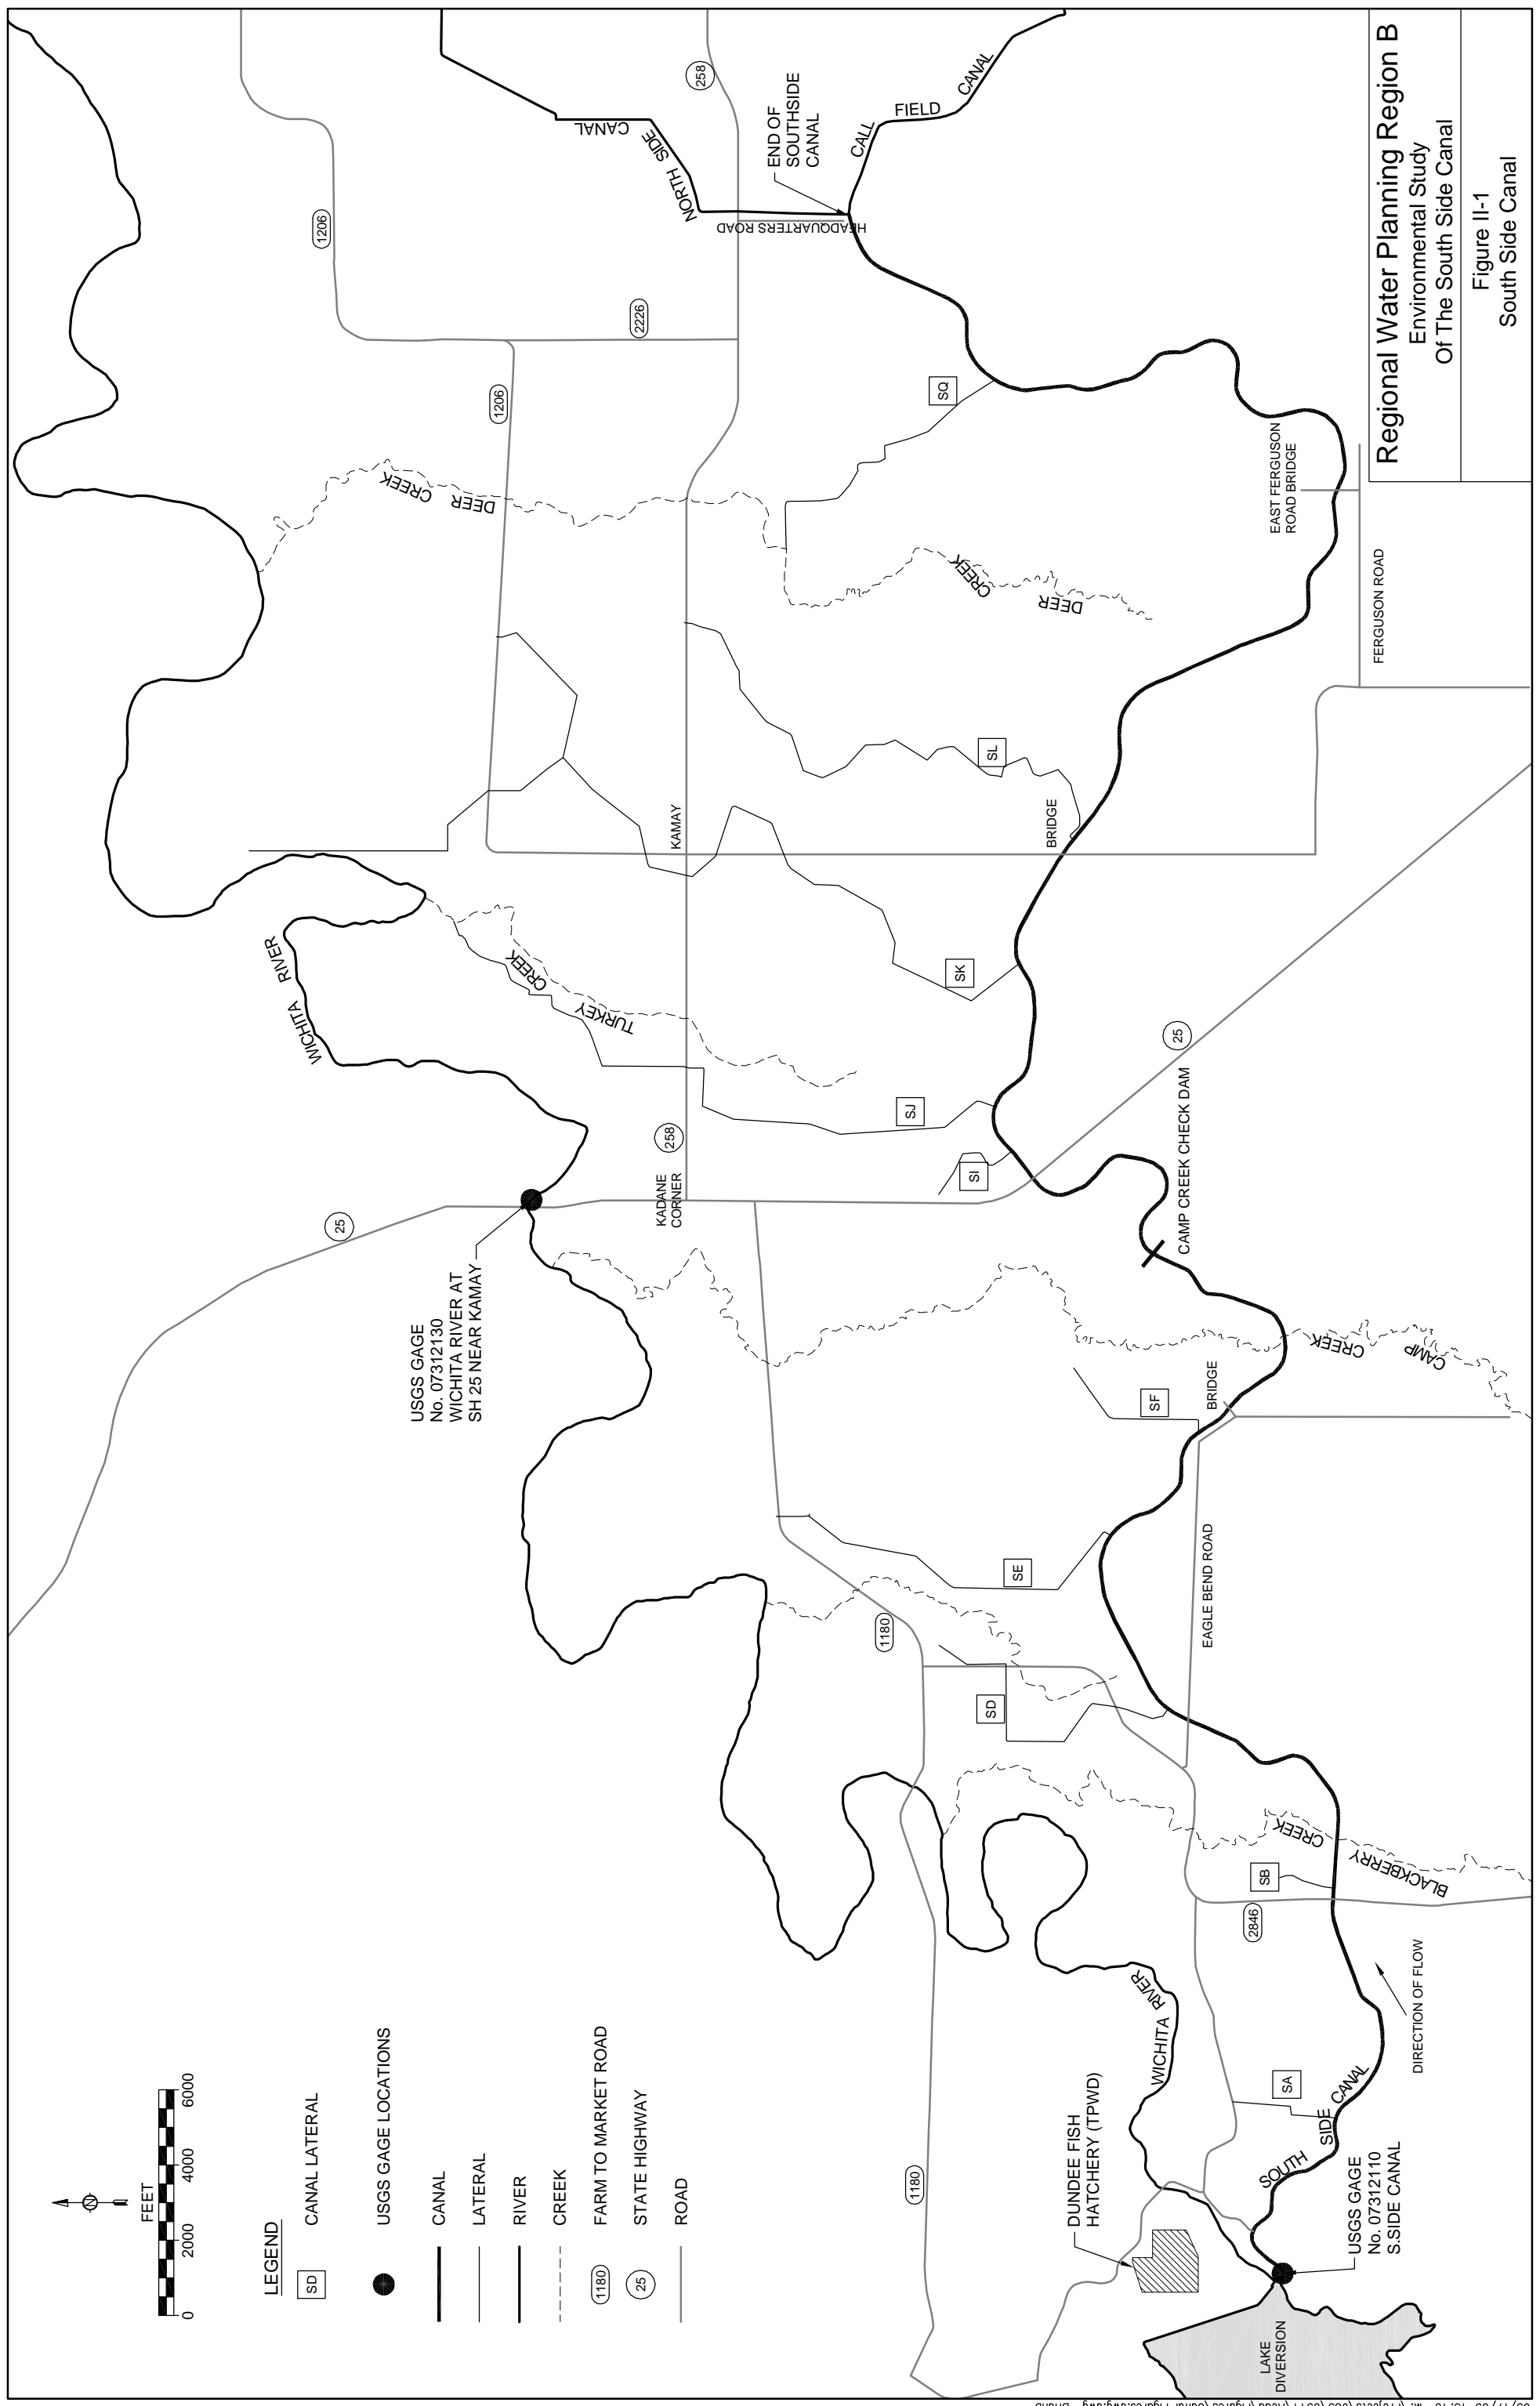 Regional Water Planning Region B
Environmental Study
Of The South Side Canal
Figure II-1
South Side Canal
N
FEET
0
2000
4000
6000
LEGEND
SD
CANAL LATERAL
USGS GAGE LOCATIONS
CANAL
LATERAL
RIVER
CREEK
1180
FARM TO MARKET ROAD
25
STATE HIGHWAY
ROAD
25
USGS GAGE
No. 07312130
WICHITA RIVER AT
SH 25 NEAR KAMAY
WICHITA RIVER
CREEK
TURKEY
KADANE
CORNER
258
KAMAY
1206
DEER
CREEK
2226
1206
NORTH SIDE
CANAL
258
HEADQUARTERS ROAD
END OF
SOUTHSIDE
CANAL
CALL
FIELD
CANAL
1180
DUNDEE FISH
HATCHERY (TPWD)
LAKE
DIVERSION
USGS GAGE
No. 07312110
S.SIDE CANAL
SOUTH
SIDE
CANAL
SA
DIRECTION OF FLOW
WICHITA
RIVER
2846
SB
BLACKBERRY
CREEK
SD
1180
SE
EAGLE BEND ROAD
SF
BRIDGE
CAMP
CREEK
CAMP CREEK CHECK DAM
25
SI
SJ
SK
BRIDGE
SL
DEER
CREEK
SQ
FERGUSON ROAD
EAST FERGUSON
ROAD BRIDGE